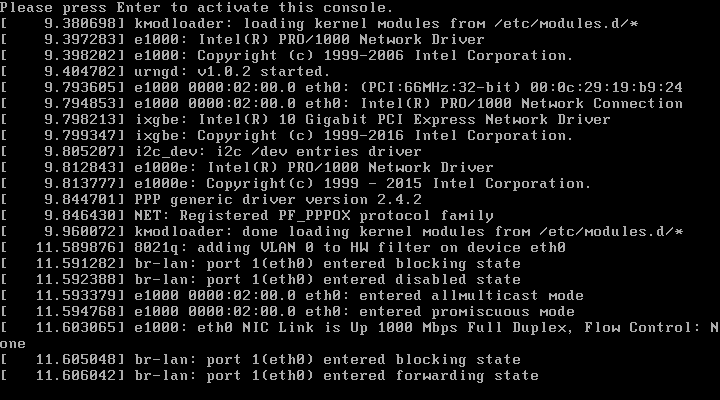 Please press Enter to activate this console.
[    9.380698] kmodloader: loading kernel modules from /etc/modules.d/*
[    9.397283] e1000: Intel(R) PRO/1000 Network Driver
[    9.398202] e1000: Copyright (c) 1999-2006 Intel Corporation.
[    9.404702] urngd: v1.0.2 started.
[    9.793605] e1000 0000:02:00.0 eth0: (PCI:66MHz:32-bit) 00:0c:29:19:b9:24
[    9.794853] e1000 0000:02:00.0 eth0: Intel(R) PRO/1000 Network Connection
[    9.798213] ixgbe: Intel(R) 10 Gigabit PCI Express Network Driver
[    9.799347] ixgbe: Copyright (c) 1999-2016 Intel Corporation.
[    9.805207] i2c_dev: i2c /dev entries driver
[    9.812843] e1000e: Intel(R) PRO/1000 Network Driver
[    9.813777] e1000e: Copyright(c) 1999 - 2015 Intel Corporation.
[    9.844701] PPP generic driver version 2.4.2
[    9.846430] NET: Registered PF_PPPOX protocol family
[    9.960072] kmodloader: done loading kernel modules from /etc/modules.d/*
[   11.589876] 8021q: adding VLAN 0 to HW filter on device eth0
[   11.591282] br-lan: port 1(eth0) entered blocking state
[   11.592388] br-lan: port 1(eth0) entered disabled state
[   11.593379] e1000 0000:02:00.0 eth0: entered allmulticast mode
[   11.594768] e1000 0000:02:00.0 eth0: entered promiscuous mode
[   11.603065] e1000: eth0 NIC Link is Up 1000 Mbps Full Duplex, Flow Control: N
one
[   11.605048] br-lan: port 1(eth0) entered blocking state
[   11.606042] br-lan: port 1(eth0) entered forwarding state